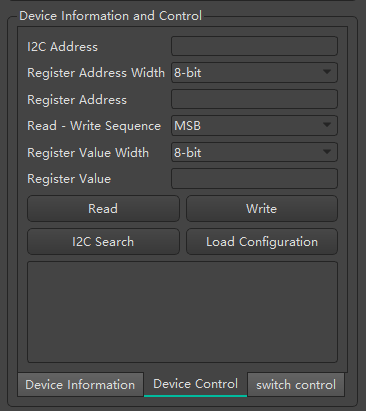 Device Information and Control
I2C Address
Register Address Width 8-bit
Register Address
Read - Write Sequence MSB
Register Value Width 8-bit
Register Value
Read Write
I2C Search Load Configuration
Device Information Device Control switch control